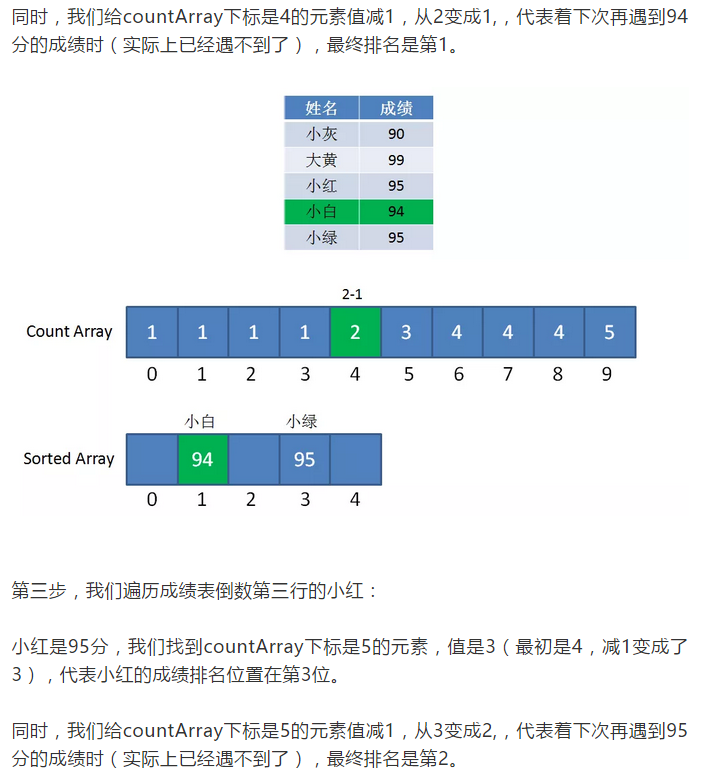 同时，我们给countArray下标是4的元素值减1，从2变成1,，代表着下次再遇到94
分的成绩时（实际上已经遇不到了），最终排名是第1。
姓名 成绩
小灰 90
大黄 99
小红 95
小白 94
小绿 95
2-1
Count Array 1 1 1 1 2 3 4 4 4 5
0 1 2 3 4 5 6 7 8 9
小白 小绿
Sorted Array 94 95
0 1 2 3 4
第三步，我们遍历成绩表倒数第三行的小红：
小红是95分，我们找到countArray下标是5的元素，值是3（最初是4，减1变成了
3），代表小红的成绩排名位置在第3位。
同时，我们给countArray下标是5的元素值减1，从3变成2,，代表着下次再遇到95
分的成绩时（实际上已经遇不到了），最终排名是第2。